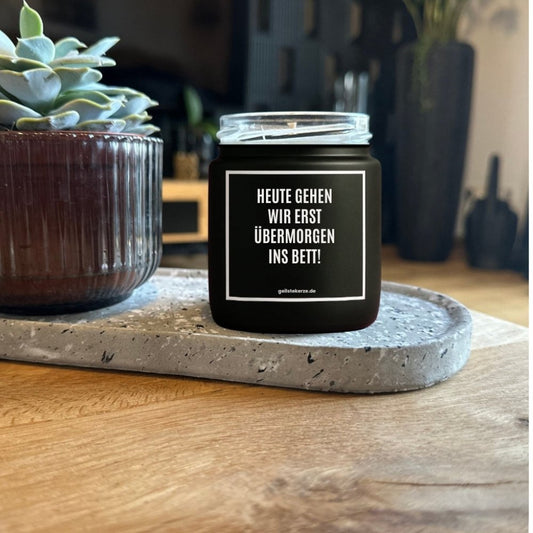 HEUTE GEHEN
WIR ERST
ÜBERMORGEN
INS BETT!
geilstekerze.de